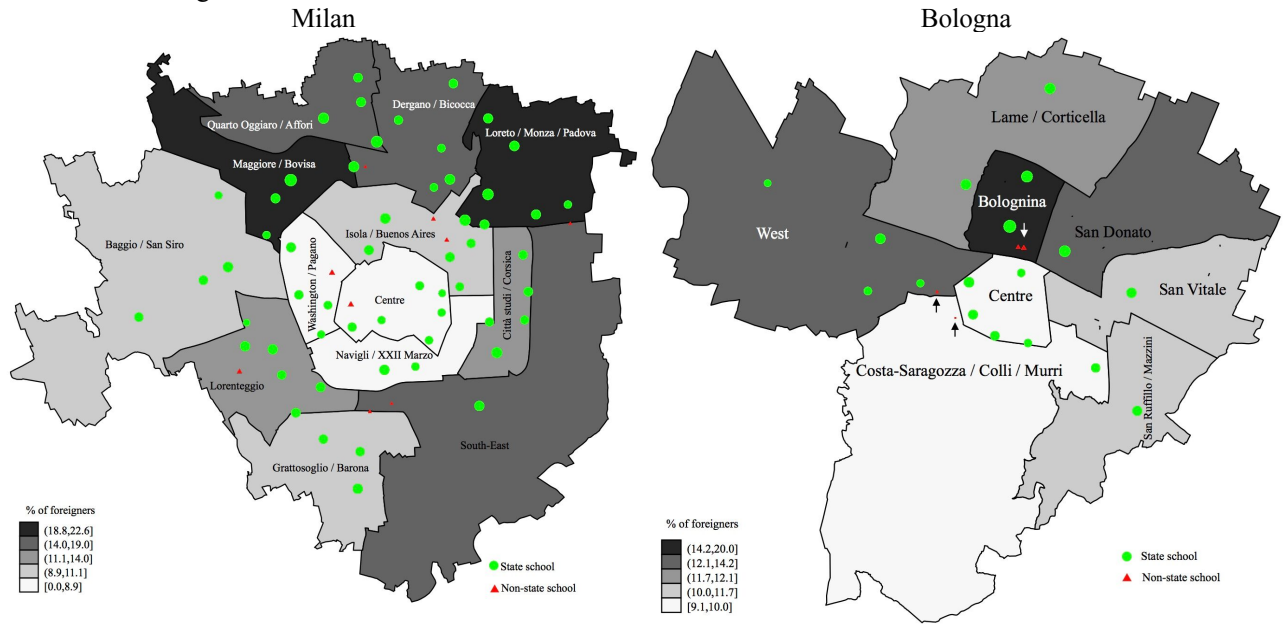 Milan
Quarto Oggiaro / Affori
Dergano / Bicocca
Loreto / Monza / Padova
Maggiore / Bovisa
Baggio / San Siro
Isola / Buenos Aires
Washington / Pagano
Centre
Città studi / Corsica
Navigli / XXII Marzo
Lorenteggio
South-East
Grattosoglio / Barona
% of foreigners
(18.8,22.6]
(14.0,19.0]
(11.1,14.0]
(8.9,11.1]
[0.0,8.9]
State school
Non-state school
Bologna
Lame / Corticella
Bolognina
West
San Donato
San Vitale
Centre
Costa-Saragozza / Colli / Murri
San Ruffillo / Mazzini
% of foreigners
(14.2,20.0]
(12.1,14.2]
(11.7,12.1]
(10.0,11.7]
[9.1,10.0]
State school
Non-state school